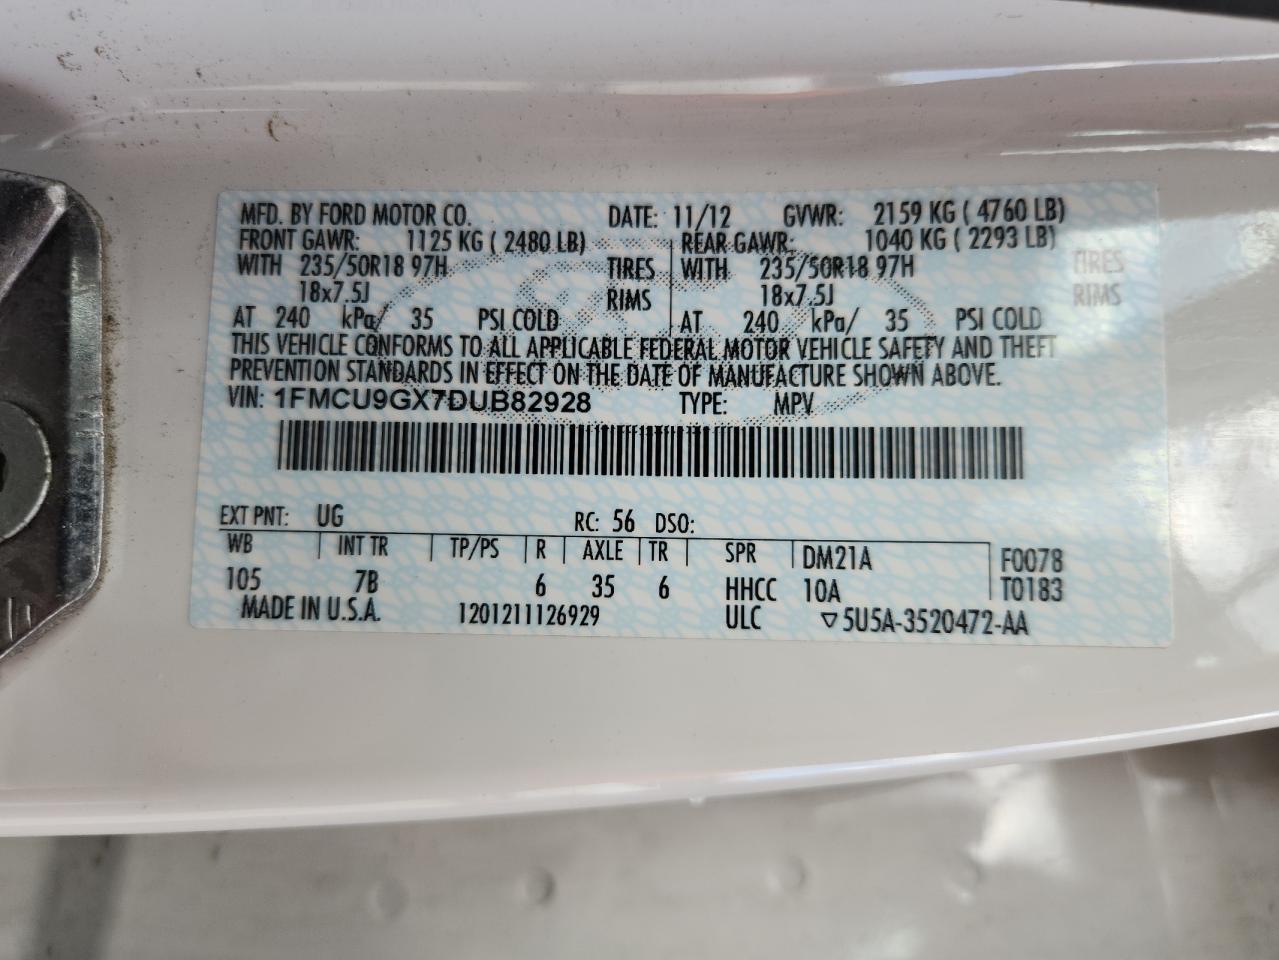 MFD. BY FORD MOTOR CO. DATE: 11/12 GVWR: 2159 KG ( 4760 LB)
FRONT GAWR: 1125 KG ( 2480 LB) REAR GAWR: 1040 KG ( 2293 LB)
WITH 235/50R18 97H TIRES WITH 235/50R18 97H TIRES
18x7.5J RIMS 18x7.5J RIMS
AT 240 kPa/ 35 PSI COLD AT 240 kPa/ 35 PSI COLD
THIS VEHICLE CONFORMS TO ALL APPLICABLE FEDERAL MOTOR VEHICLE SAFETY AND THEFT
PREVENTION STANDARDS IN EFFECT ON THE DATE OF MANUFACTURE SHOWN ABOVE.
VIN: 1FMCU9GX7DUB82928 TYPE: MPV
EXT PNT: UG RC: 56 DSO:
WB INT TR TP/PS R AXLE TR SPR DM21A F0078
105 7B 6 35 6 HHCC 10A T0183
MADE IN U.S.A. 1201211126929 ULC ▽5U5A-3520472-AA